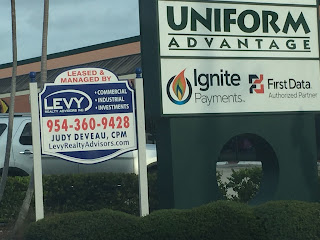 LEASED &
MANAGED BY
LEVY
REALTY ADVISORS INC
• COMMERCIAL
• INDUSTRIAL
• INVESTMENTS
954-360-9428
JUDY DEVEAU, CPM
LevyRealtyAdvisors.com
UNIFORM
ADVANTAGE
Ignite
Payments
First Data
Authorized Partner